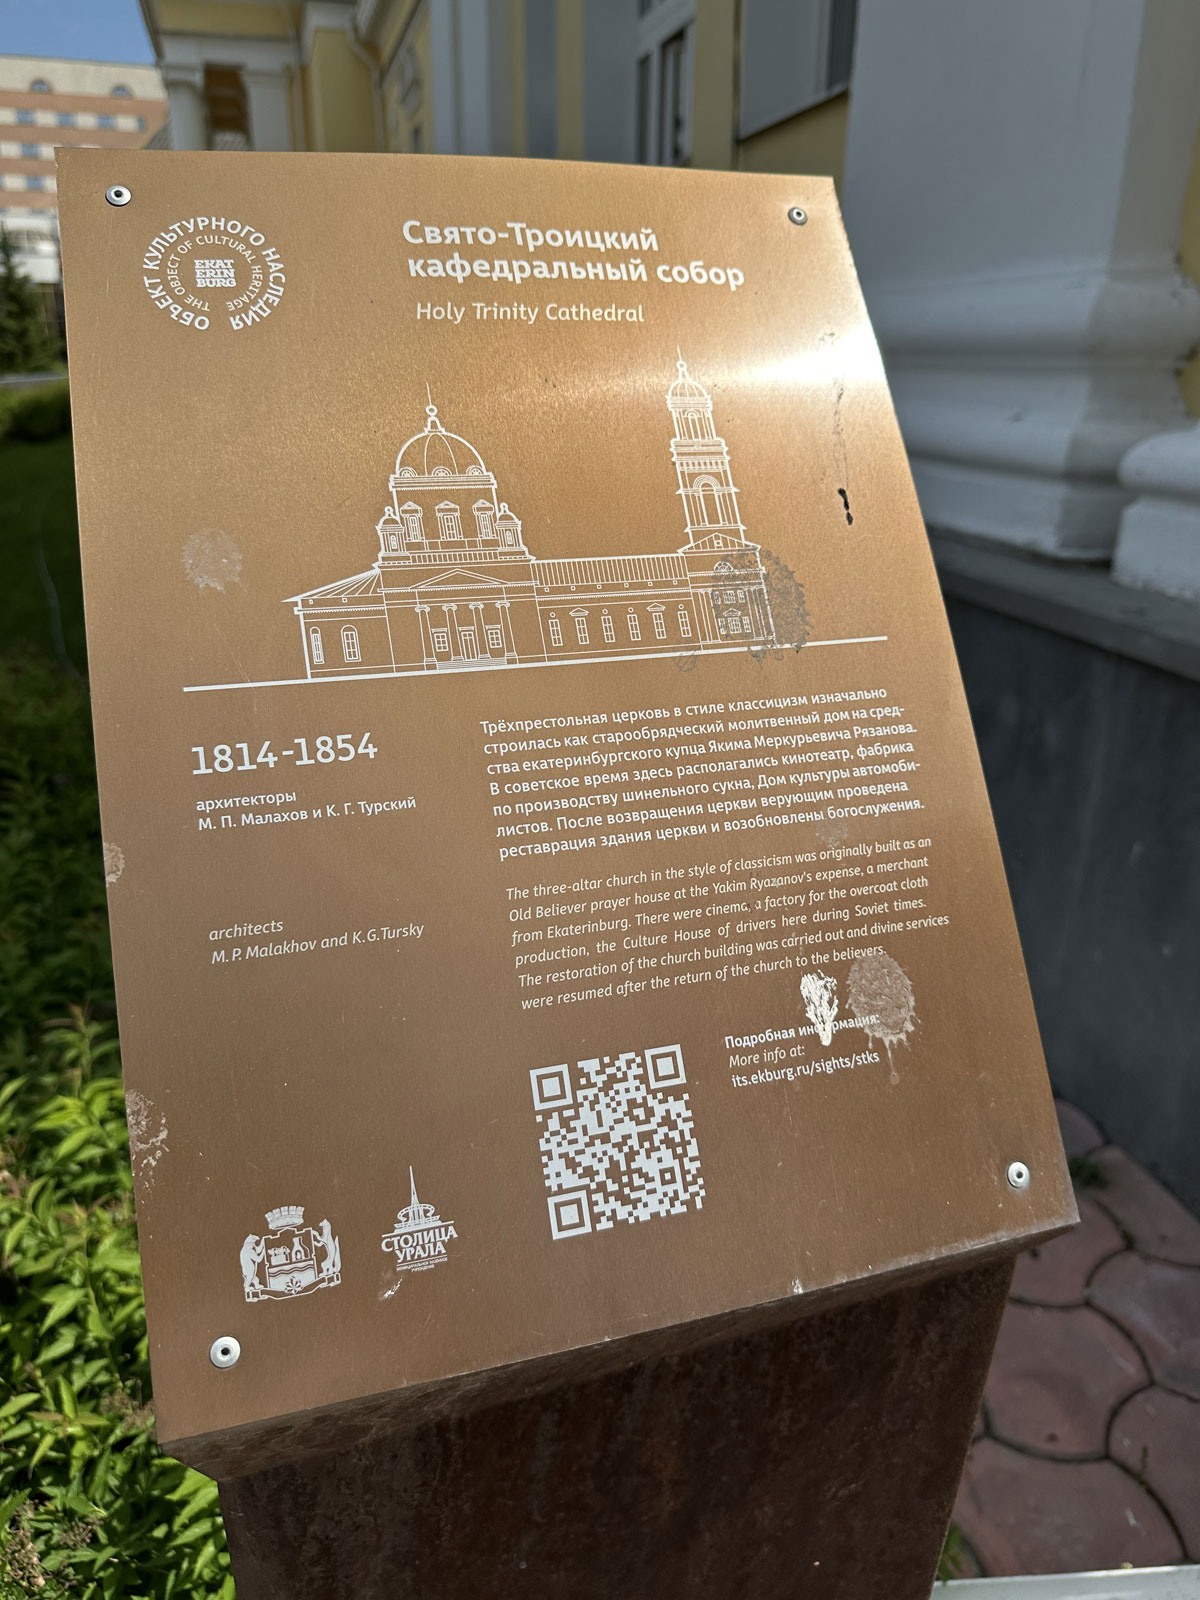 ОБЪЕКТ КУЛЬТУРНОГО НАСЛЕДИЯ
THE OBJECT OF CULTURAL HERITAGE
EKAT
ERIN
BURG
Свято-Троицкий
кафедральный собор
Holy Trinity Cathedral
1814-1854
архитекторы
М. П. Малахов и К. Г. Турский
architects
M. P. Malakhov and K.G.Tursky
Трёхпрестольная церковь в стиле классицизм изначально
строилась как старообрядческий молитвенный дом на сред-
ства екатеринбургского купца Якима Меркурьевича Рязанова.
В советское время здесь располагались кинотеатр, фабрика
по производству шинельного сукна, Дом культуры автомоби-
листов. После возвращения церкви верующим проведена
реставрация здания церкви и возобновлены богослужения.
The three-altar church in the style of classicism was originally built as an
Old Believer prayer house at the Yakim Ryazanov's expense, a merchant
from Ekaterinburg. There were cinema, a factory for the overcoat cloth
production, the Culture House of drivers here during Soviet times.
The restoration of the church building was carried out and divine services
were resumed after the return of the church to the believers.
Подробная информация:
More info at:
its.ekburg.ru/sights/stks
СТОЛИЦА
УРАЛА
МУНИЦИПАЛЬНОЕ КАЗЕННОЕ
УЧРЕЖДЕНИЕ